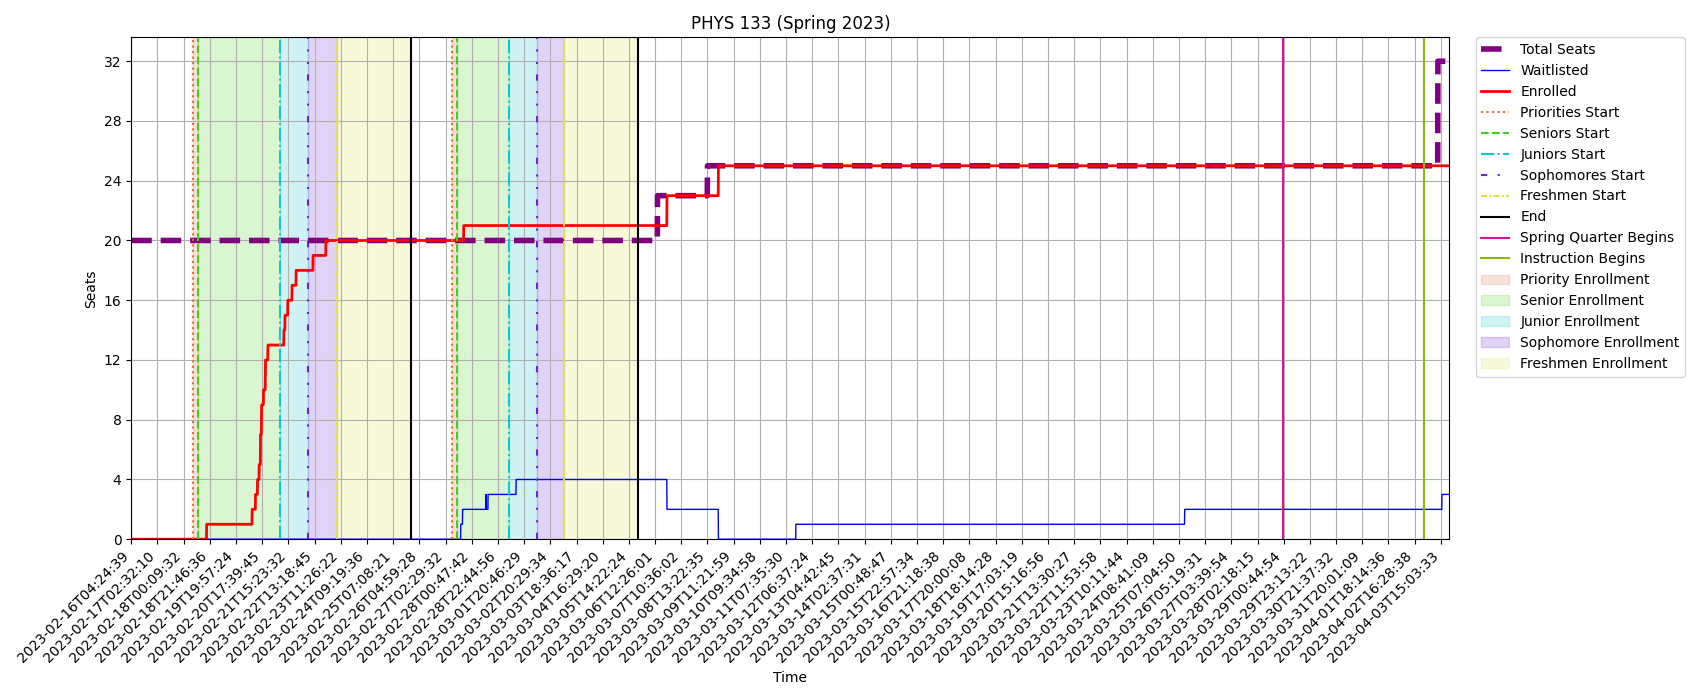 PHYS 133 (Spring 2023)
Seats
32
28
24
20
16
12
8
4
0
2023-02-16T04:24:39
2023-02-17T02:32:10
2023-02-18T00:09:32
2023-02-18T21:46:36
2023-02-19T19:57:24
2023-02-20T17:39:45
2023-02-21T15:23:32
2023-02-22T13:18:45
2023-02-23T11:26:22
2023-02-24T09:19:36
2023-02-25T07:08:21
2023-02-26T04:59:28
2023-02-27T02:29:32
2023-02-28T00:47:42
2023-02-28T22:44:56
2023-03-01T20:46:29
2023-03-02T20:29:34
2023-03-03T18:36:17
2023-03-04T16:29:20
2023-03-05T14:22:24
2023-03-06T12:26:01
2023-03-07T10:36:02
2023-03-08T13:22:35
2023-03-09T11:21:59
2023-03-10T09:34:58
2023-03-11T07:35:30
2023-03-12T06:37:24
2023-03-14T04:42:45
2023-03-14T02:37:31
2023-03-15T00:48:47
2023-03-15T22:57:34
2023-03-16T21:18:38
2023-03-17T20:00:08
2023-03-18T18:14:28
2023-03-19T17:03:19
2023-03-20T15:16:56
2023-03-21T13:30:27
2023-03-22T11:53:58
2023-03-23T10:11:44
2023-03-24T08:41:09
2023-03-25T07:04:50
2023-03-26T05:19:31
2023-03-27T03:39:54
2023-03-28T02:18:15
2023-03-29T00:44:54
2023-03-29T23:13:22
2023-03-30T21:37:32
2023-03-31T20:01:09
2023-04-01T18:14:36
2023-04-02T16:28:38
2023-04-03T15:03:33
Time
Total Seats
Waitlisted
Enrolled
Priorities Start
Seniors Start
Juniors Start
Sophomores Start
Freshmen Start
End
Spring Quarter Begins
Instruction Begins
Priority Enrollment
Senior Enrollment
Junior Enrollment
Sophomore Enrollment
Freshmen Enrollment